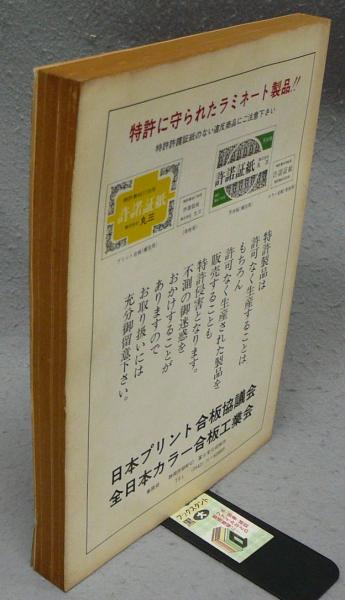 特許に守られたラミネート製品!!
特許許諾証紙のない違反商品にご注意下さい
許諾証紙
丸三
許諾証紙
特許製品は
許可なく生産することは
もちろん
許可なく生産された製品を
販売することも
特許侵害となります。
不測の御迷惑を
おかけすることが
ありますので
お取り扱いには
充分御留意下さい。
日本プリント合板協議会
全日本カラー合板工業会